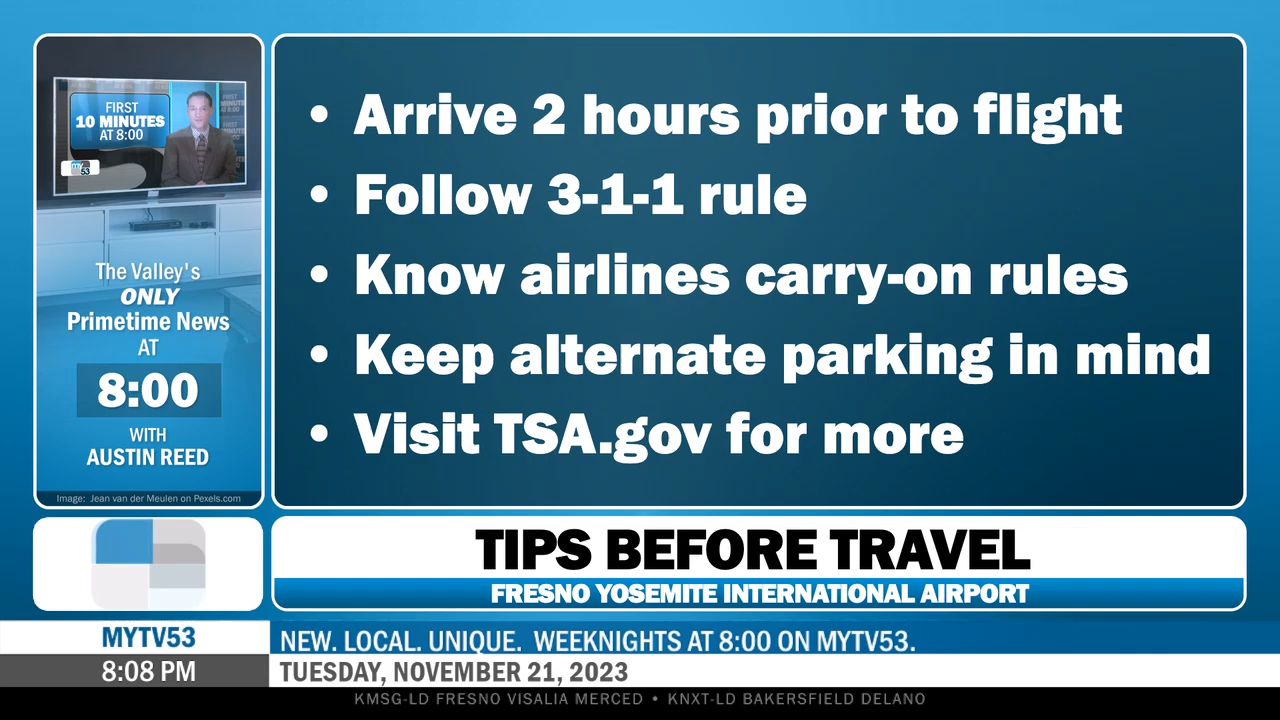 FIRST
10 MINUTES
AT 8:00
my
53
The Valley's
ONLY
Primetime News
AT
8:00
WITH
AUSTIN REED
Image: Jean van der Meulen on Pexels.com
• Arrive 2 hours prior to flight
• Follow 3-1-1 rule
• Know airlines carry-on rules
• Keep alternate parking in mind
• Visit TSA.gov for more
TIPS BEFORE TRAVEL
FRESNO YOSEMITE INTERNATIONAL AIRPORT
MYTV53
NEW. LOCAL. UNIQUE. WEEKNIGHTS AT 8:00 ON MYTV53.
8:08 PM
TUESDAY, NOVEMBER 21, 2023
KMSG-LD FRESNO VISALIA MERCED • KNXT-LD BAKERSFIELD DELANO